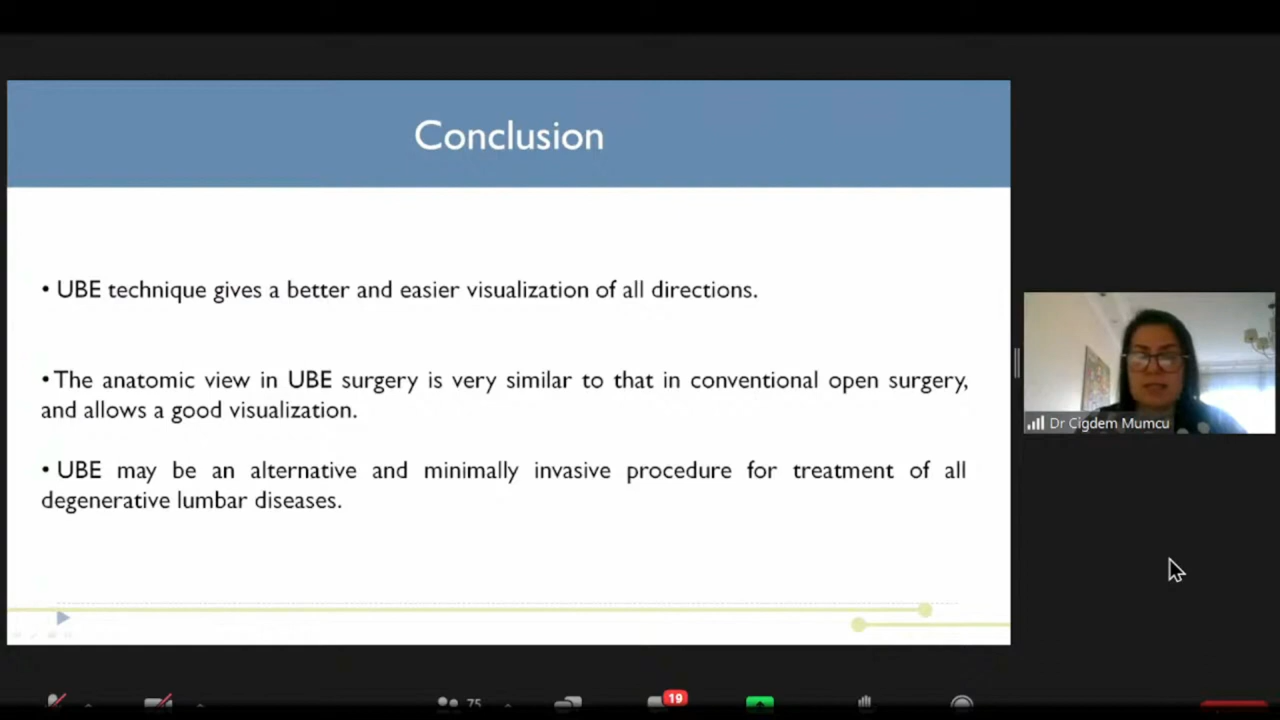 Conclusion
• UBE technique gives a better and easier visualization of all directions.
•The anatomic view in UBE surgery is very similar to that in conventional open surgery,
and allows a good visualization.
• UBE may be an alternative and minimally invasive procedure for treatment of all
degenerative lumbar diseases.
Dr Cigdem Mumcu
75
19